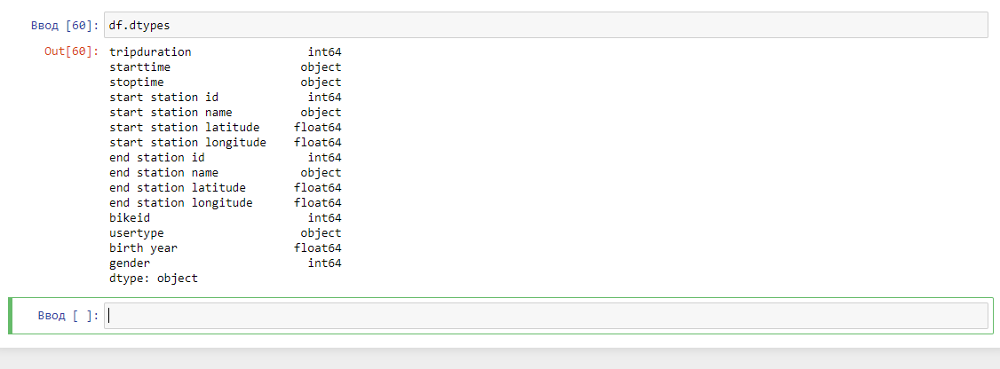 Ввод [60]: df.dtypes
Out[60]: tripduration int64
starttime object
stoptime object
start station id int64
start station name object
start station latitude float64
start station longitude float64
end station id int64
end station name object
end station latitude float64
end station longitude float64
bikeid int64
usertype object
birth year float64
gender int64
dtype: object
Ввод [ ]: